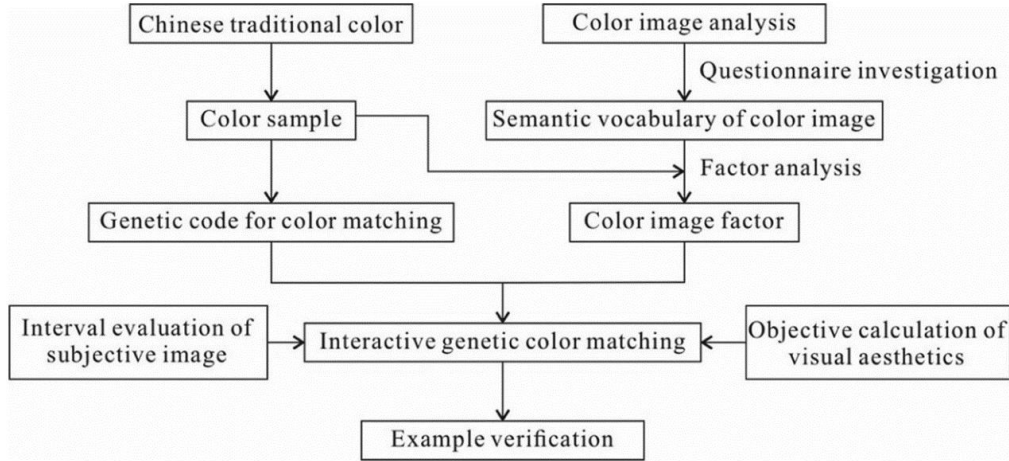 Chinese traditional color
Color image analysis
Questionnaire investigation
Color sample
Semantic vocabulary of color image
Factor analysis
Genetic code for color matching
Color image factor
Interval evaluation of
subjective image
Interactive genetic color matching
Objective calculation of
visual aesthetics
Example verification